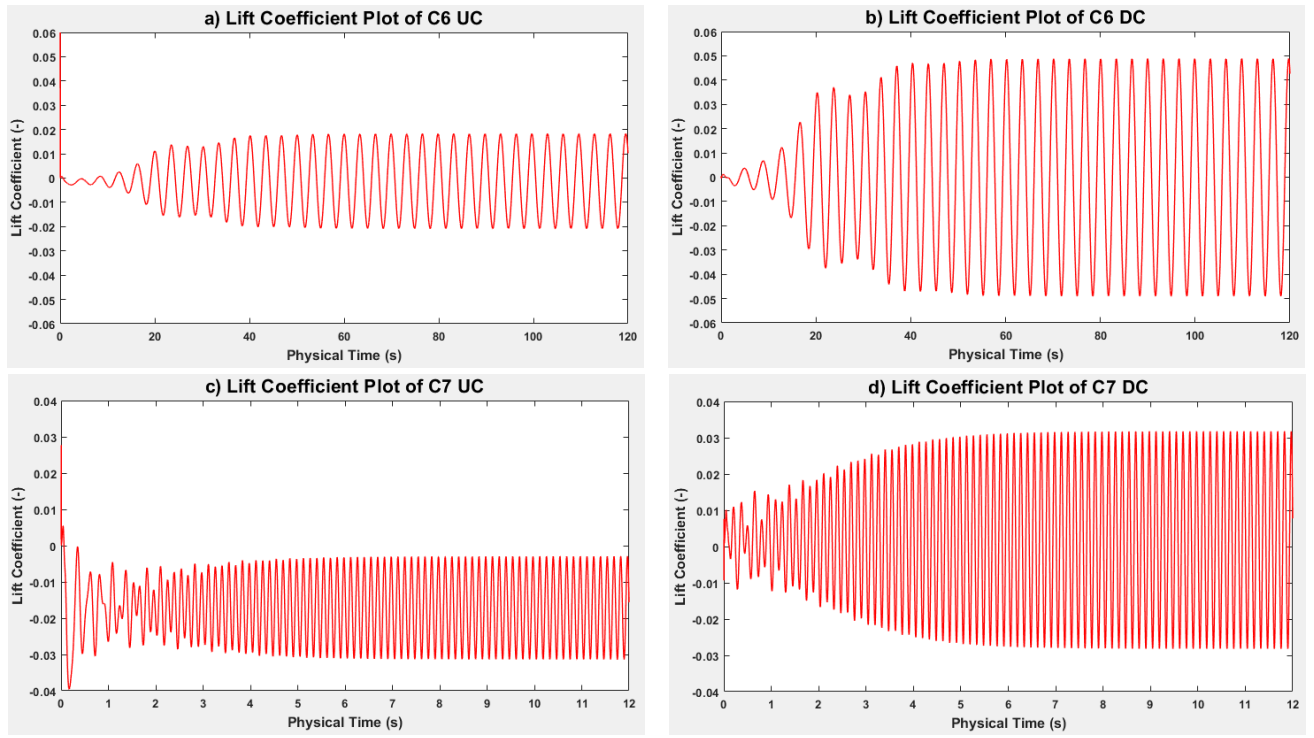 a) Lift Coefficient Plot of C6 UC
0.06
0.05
0.04
0.03
0.02
0.01
0
-0.01
-0.02
-0.03
-0.04
-0.05
-0.06
Lift Coefficient (-)
0 20 40 60 80 100 120
Physical Time (s)
b) Lift Coefficient Plot of C6 DC
0.06
0.05
0.04
0.03
0.02
0.01
0
-0.01
-0.02
-0.03
-0.04
-0.05
-0.06
Lift Coefficient (-)
0 20 40 60 80 100 120
Physical Time (s)
c) Lift Coefficient Plot of C7 UC
0.04
0.03
0.02
0.01
0
-0.01
-0.02
-0.03
-0.04
Lift Coefficient (-)
0 1 2 3 4 5 6 7 8 9 10 11 12
Physical Time (s)
d) Lift Coefficient Plot of C7 DC
0.04
0.03
0.02
0.01
0
-0.01
-0.02
-0.03
-0.04
Lift Coefficient (-)
0 1 2 3 4 5 6 7 8 9 10 11 12
Physical Time (s)